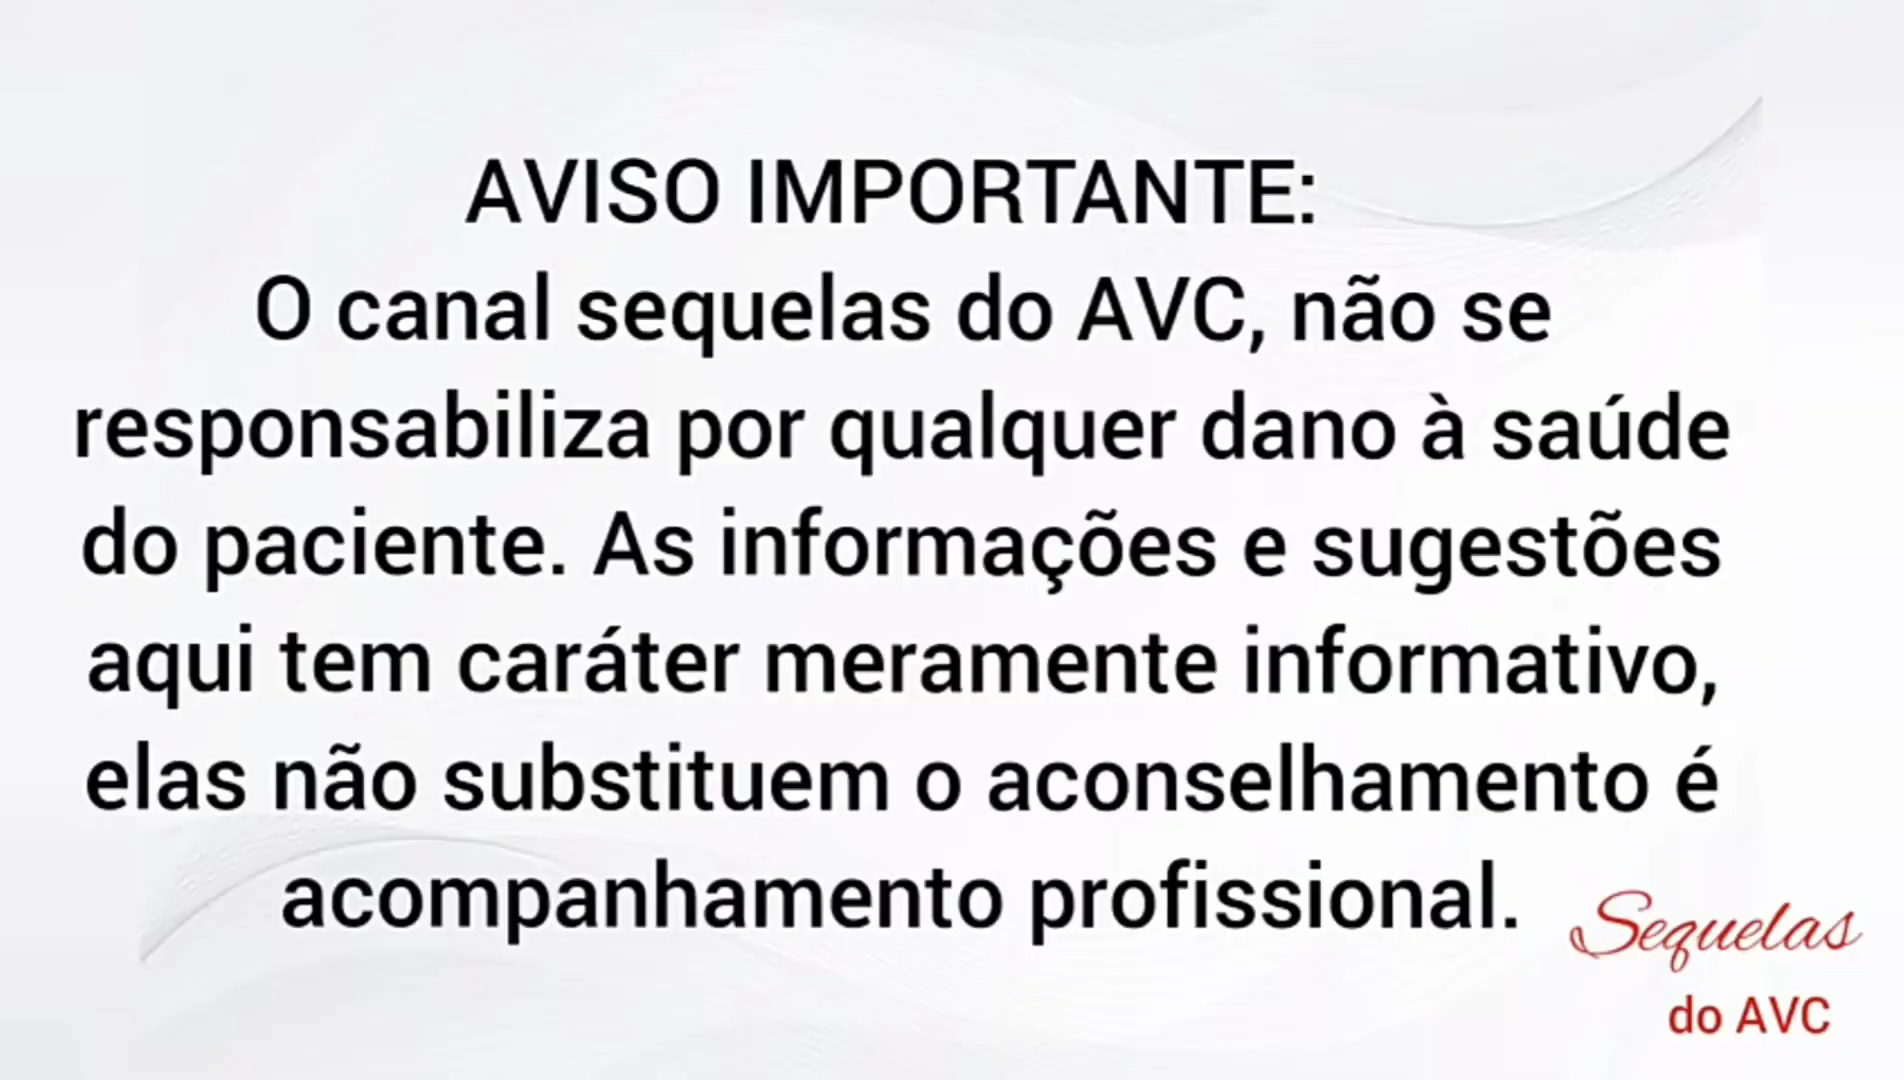 AVISO IMPORTANTE:
O canal sequelas do AVC, não se
responsabiliza por qualquer dano à saúde
do paciente. As informações e sugestões
aqui tem caráter meramente informativo,
elas não substituem o aconselhamento é
acompanhamento profissional.
Sequelas
do AVC